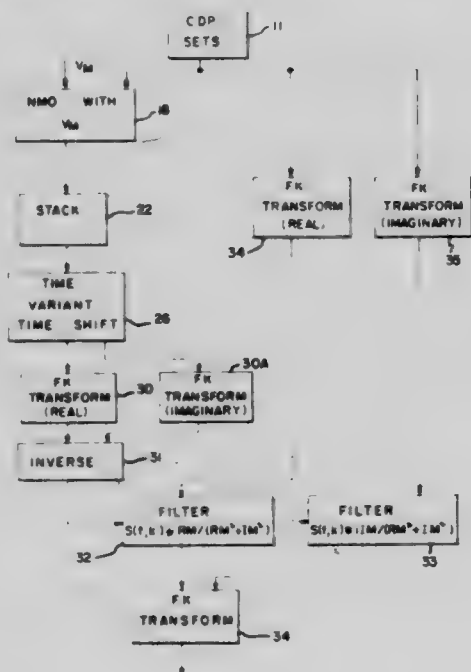 CDP
SETS
11
VM
NMO WITH
VM
18
STACK
22
FK
TRANSFORM
(REAL)
34
FK
TRANSFORM
(IMAGINARY)
35
TIME
VARIANT
TIME SHIFT
26
FK
TRANSFORM
(REAL)
30
30A
FK
TRANSFORM
(IMAGINARY)
INVERSE
31
FILTER
32
FILTER
33
FK
TRANSFORM
34